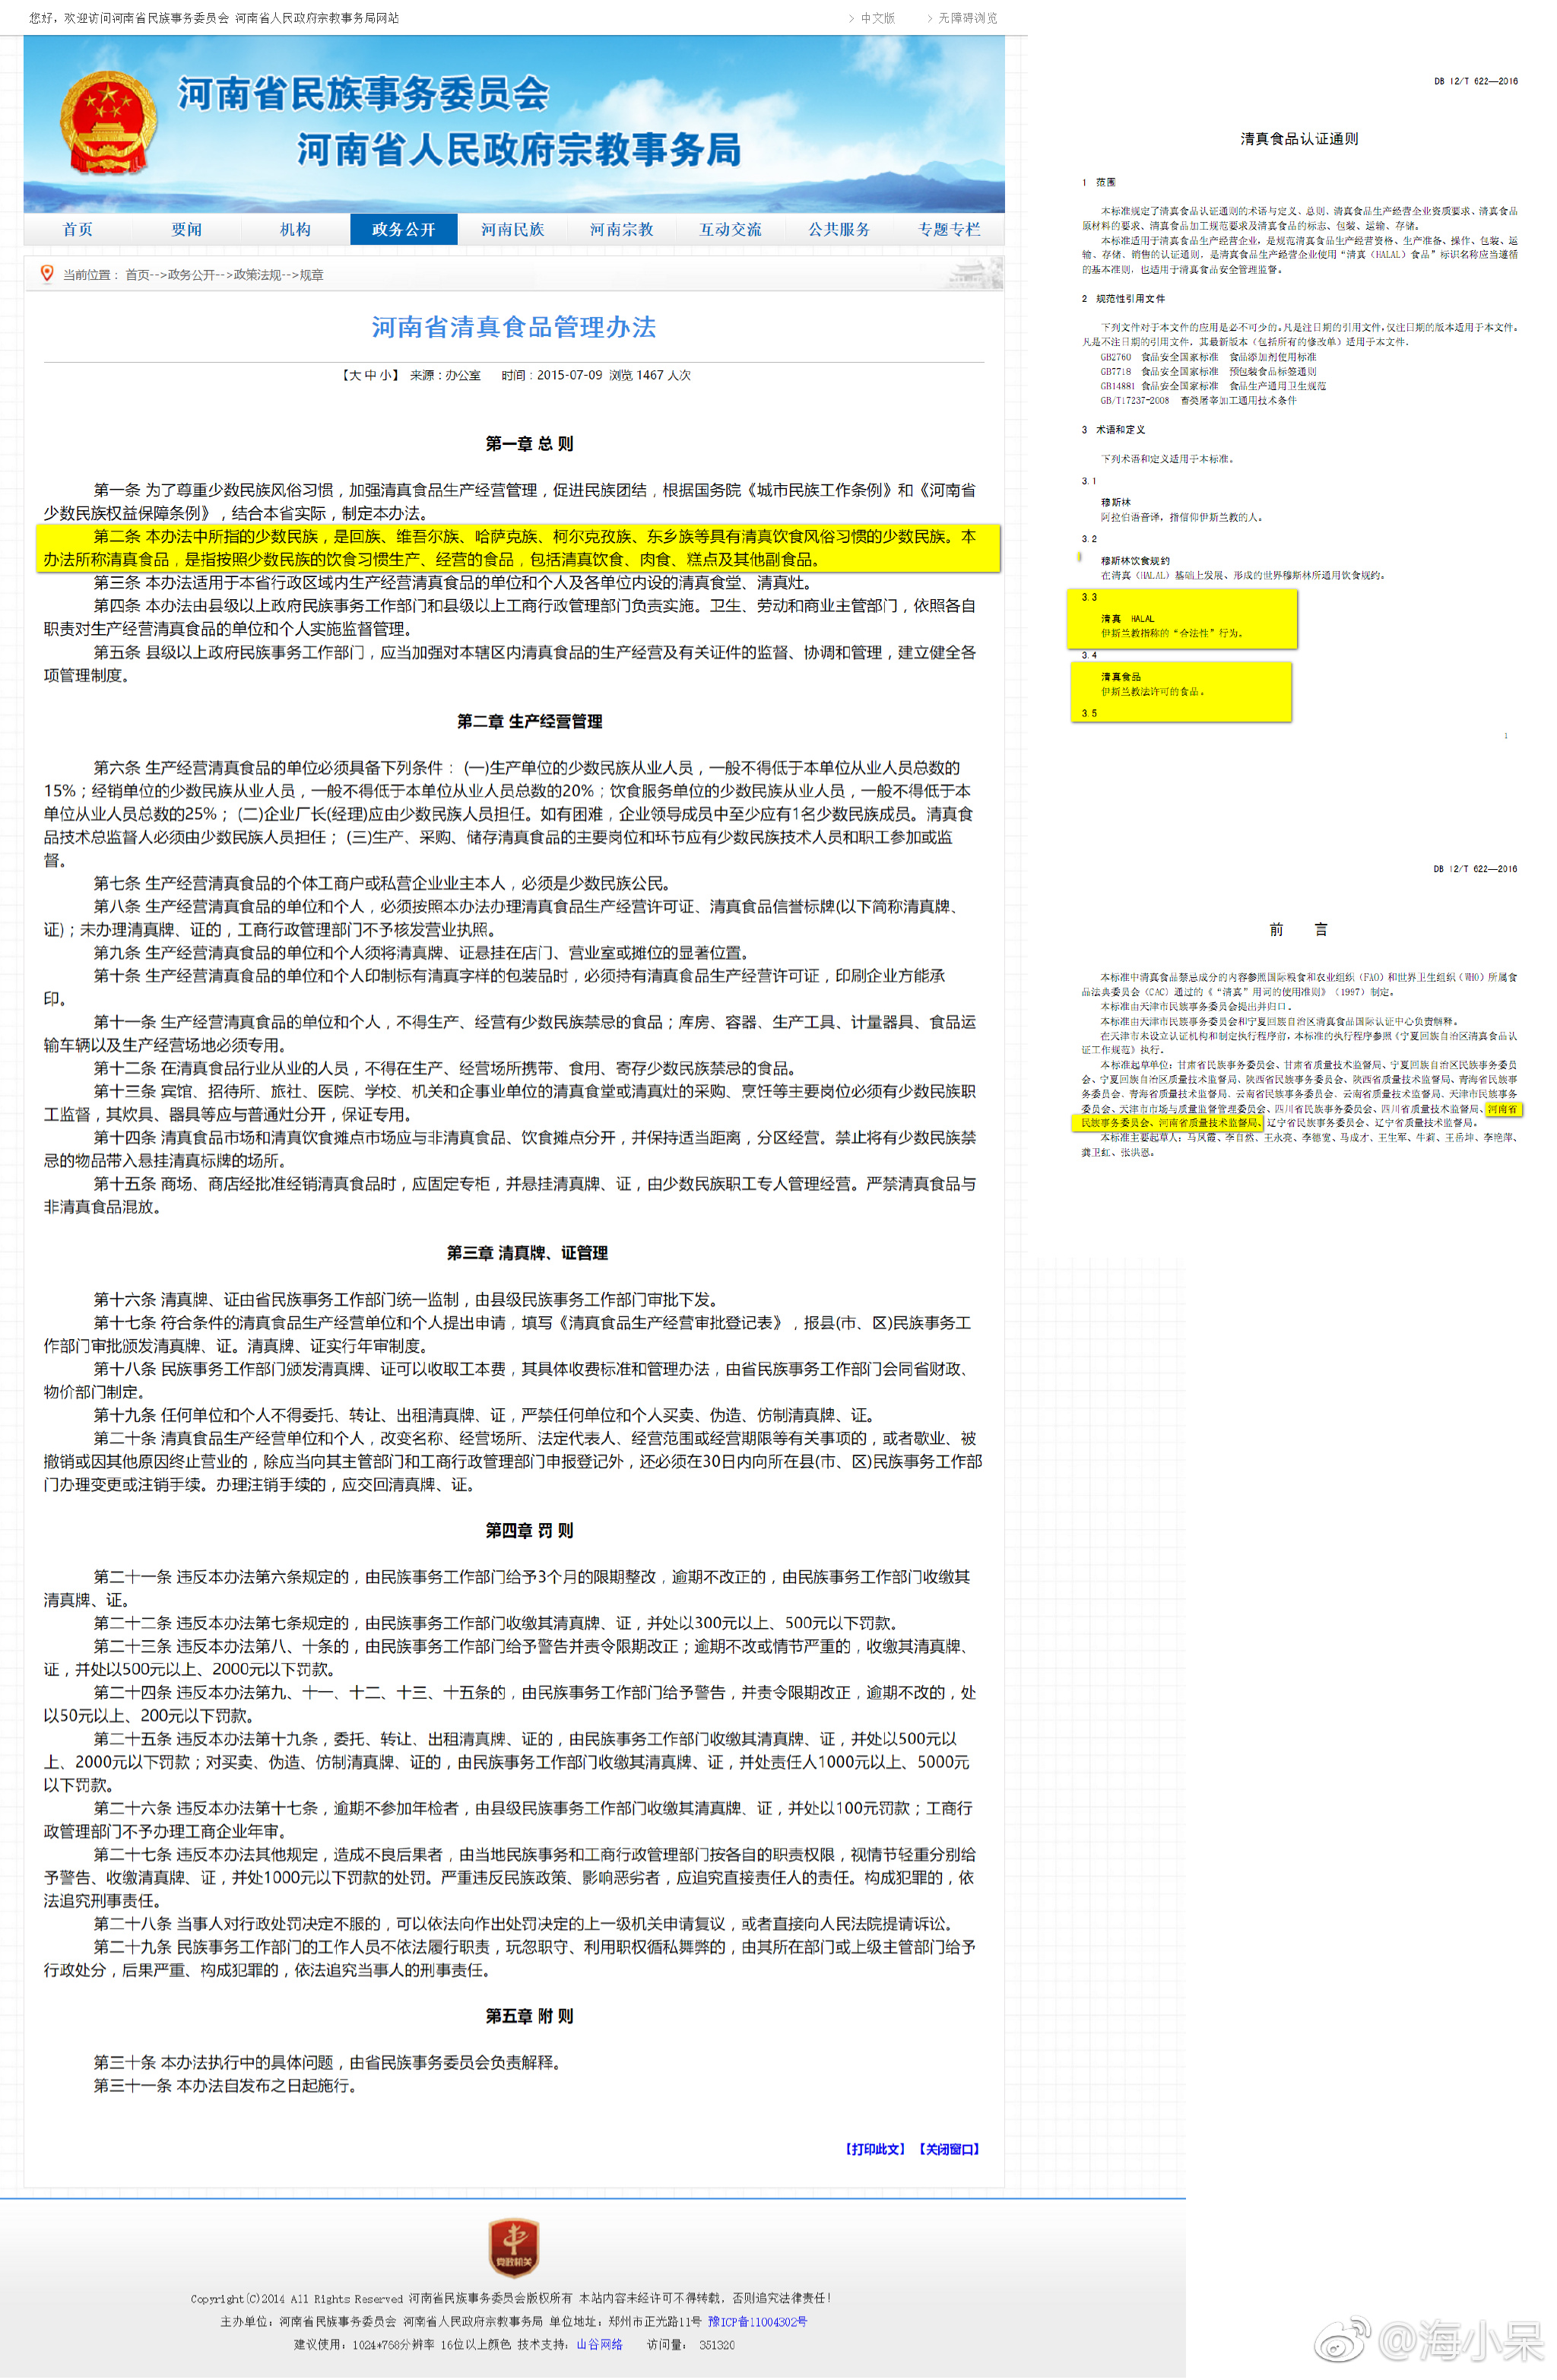 您好，欢迎访问河南省民族事务委员会 河南省人民政府宗教事务局网站
> 中文版 > 无障碍浏览
河南省民族事务委员会
河南省人民政府宗教事务局
首页 要闻 机构 政务公开 河南民族 河南宗教 互动交流 公共服务 专题专栏
当前位置： 首页-->政务公开-->政策法规-->规章
河南省清真食品管理办法
【大 中 小】 来源：办公室 时间：2015-07-09 浏览 1467 人次
第一章 总 则
第一条 为了尊重少数民族风俗习惯，加强清真食品生产经营管理，促进民族团结，根据国务院《城市民族工作条例》和《河南省
少数民族权益保障条例》，结合本省实际，制定本办法。
第二条 本办法中所指的少数民族，是回族、维吾尔族、哈萨克族、柯尔克孜族、东乡族等具有清真饮食风俗习惯的少数民族。本
办法所称清真食品，是指按照少数民族的饮食习惯生产、经营的食品，包括清真饮食、肉食、糕点及其他副食品。
第三条 本办法适用于本省行政区域内生产经营清真食品的单位和个人及各单位内设的清真食堂、清真灶。
第四条 本办法由县级以上政府民族事务工作部门和县级以上工商行政管理部门负责实施。卫生、劳动和商业主管部门，依照各自
职责对生产经营清真食品的单位和个人实施监督管理。
第五条 县级以上政府民族事务工作部门，应当加强对本辖区内清真食品的生产经营及有关证件的监督、协调和管理，建立健全各
项管理制度。
第二章 生产经营管理
第六条 生产经营清真食品的单位必须具备下列条件： (一)生产单位的少数民族从业人员，一般不得低于本单位从业人员总数的
15%；经销单位的少数民族从业人员，一般不得低于本单位从业人员总数的20%；饮食服务单位的少数民族从业人员，一般不得低于本
单位从业人员总数的25%； (二)企业厂长(经理)应由少数民族人员担任。如有困难，企业领导成员中至少应有1名少数民族成员。清真食
品技术总监督人必须由少数民族人员担任； (三)生产、采购、储存清真食品的主要岗位和环节应有少数民族技术人员和职工参加或监
督。
第七条 生产经营清真食品的个体工商户或私营企业业主本人，必须是少数民族公民。
第八条 生产经营清真食品的单位和个人，必须按照本办法办理清真食品生产经营许可证、清真食品信誉标牌(以下简称清真牌、
证)；未办理清真牌、证的，工商行政管理部门不予核发营业执照。
第九条 生产经营清真食品的单位和个人须将清真牌、证悬挂在店门、营业室或摊位的显著位置。
第十条 生产经营清真食品的单位和个人印制标有清真字样的包装品时，必须持有清真食品生产经营许可证，印刷企业方能承
印。
第十一条 生产经营清真食品的单位和个人，不得生产、经营有少数民族禁忌的食品；库房、容器、生产工具、计量器具、食品运
输车辆以及生产经营场地必须专用。
第十二条 在清真食品行业从业的人员，不得在生产、经营场所携带、食用、寄存少数民族禁忌的食品。
第十三条 宾馆、招待所、旅社、医院、学校、机关和企事业单位的清真食堂或清真灶的采购、烹饪等主要岗位必须有少数民族职
工监督，其炊具、器具等应与普通灶分开，保证专用。
第十四条 清真食品市场和清真饮食摊点市场应与非清真食品、饮食摊点分开，并保持适当距离，分区经营。禁止将有少数民族禁
忌的物品带入悬挂清真标牌的场所。
第十五条 商场、商店经批准经销清真食品时，应固定专柜，并悬挂清真牌、证，由少数民族职工专人管理经营。严禁清真食品与
非清真食品混放。
第三章 清真牌、证管理
第十六条 清真牌、证由省民族事务工作部门统一监制，由县级民族事务工作部门审批下发。
第十七条 符合条件的清真食品生产经营单位和个人提出申请，填写《清真食品生产经营审批登记表》，报县(市、区)民族事务工
作部门审批颁发清真牌、证。清真牌、证实行年审制度。
第十八条 民族事务工作部门颁发清真牌、证可以收取工本费，其具体收费标准和管理办法，由省民族事务工作部门会同省财政、
物价部门制定。
第十九条 任何单位和个人不得委托、转让、出租清真牌、证，严禁任何单位和个人买卖、伪造、仿制清真牌、证。
第二十条 清真食品生产经营单位和个人，改变名称、经营场所、法定代表人、经营范围或经营期限等有关事项的，或者歇业、被
撤销或因其他原因终止营业的，除应当向其主管部门和工商行政管理部门申报登记外，还必须在30日内向所在县(市、区)民族事务工作部
门办理变更或注销手续。办理注销手续的，应交回清真牌、证。
第四章 罚 则
第二十一条 违反本办法第六条规定的，由民族事务工作部门给予3个月的限期整改，逾期不改正的，由民族事务工作部门收缴其
清真牌、证。
第二十二条 违反本办法第七条规定的，由民族事务工作部门收缴其清真牌、证，并处以300元以上、500元以下罚款。
第二十三条 违反本办法第八、十条的，由民族事务工作部门给予警告并责令限期改正；逾期不改或情节严重的，收缴其清真牌、
证，并处以500元以上、2000元以下罚款。
第二十四条 违反本办法第九、十一、十二、十三、十五条的，由民族事务工作部门给予警告，并责令限期改正，逾期不改的，处
以50元以上、200元以下罚款。
第二十五条 违反本办法第十九条，委托、转让、出租清真牌、证的，由民族事务工作部门收缴其清真牌、证，并处以500元以
上、2000元以下罚款；对买卖、伪造、仿制清真牌、证的，由民族事务工作部门收缴其清真牌、证，并处责任人1000元以上、5000元
以下罚款。
第二十六条 违反本办法第十七条，逾期不参加年检者，由县级民族事务工作部门收缴其清真牌、证，并处以100元罚款；工商行
政管理部门不予办理工商企业年审。
第二十七条 违反本办法其他规定，造成不良后果者，由当地民族事务和工商行政管理部门按各自的职责权限，视情节轻重分别给
予警告、收缴清真牌、证，并处1000元以下罚款的处罚。严重违反民族政策、影响恶劣者，应追究直接责任人的责任。构成犯罪的，依
法追究刑事责任。
第二十八条 当事人对行政处罚决定不服的，可以依法向作出处罚决定的上一级机关申请复议，或者直接向人民法院提请诉讼。
第二十九条 民族事务工作部门的工作人员不依法履行职责，玩忽职守、利用职权循私舞弊的，由其所在部门或上级主管部门给予
行政处分，后果严重、构成犯罪的，依法追究当事人的刑事责任。
第五章 附 则
第三十条 本办法执行中的具体问题，由省民族事务委员会负责解释。
第三十一条 本办法自发布之日起施行。
【打印此文】 【关闭窗口】
党政机关
Copyright(C)2014 All Rights Reserved 河南省民族事务委员会版权所有 本站内容未经许可不得转载，否则追究法律责任！
主办单位：河南省民族事务委员会 河南省人民政府宗教事务局 单位地址：郑州市正光路11号 豫ICP备11004302号
建议使用：1024*768分辨率 16位以上颜色 技术支持：山谷网络 访问量： 351320
DB 12/T 622—2016
清真食品认证通则
1 范围
本标准规定了清真食品认证通则的术语与定义、总则、清真食品生产经营企业资质要求、清真食品
原材料的要求、清真食品加工规范要求及清真食品的标志、包装、运输、存储。
本标准适用于清真食品生产经营企业，是规范清真食品生产经营资格、生产准备、操作、包装、运
输、存储、销售的认证通则，是清真食品生产经营企业使用“清真（HALAL）食品”标识名称应当遵循
的基本准则，也适用于清真食品安全管理监督。
2 规范性引用文件
下列文件对于本文件的应用是必不可少的。凡是注日期的引用文件，仅注日期的版本适用于本文件。
凡是不注日期的引用文件，其最新版本（包括所有的修改单）适用于本文件。
GB2760 食品安全国家标准 食品添加剂使用标准
GB7718 食品安全国家标准 预包装食品标签通则
GB14881 食品安全国家标准 食品生产通用卫生规范
GB/T17237-2008 畜类屠宰加工通用技术条件
3 术语和定义
下列术语和定义适用于本标准。
3.1
穆斯林
阿拉伯语音译，指信仰伊斯兰教的人。
3.2
穆斯林饮食规约
在清真（HALAL）基础上发展、形成的世界穆斯林所通用饮食规约。
3.3
清真 HALAL
伊斯兰教指称的“合法性”行为。
3.4
清真食品
伊斯兰教法许可的食品。
3.5
1
DB 12/T 622—2016
前 言
本标准中清真食品禁忌成分的内容参照国际粮食和农业组织（FAO）和世界卫生组织（WHO）所属食
品法典委员会（CAC）通过的《“清真”用词的使用准则》（1997）制定。
本标准由天津市民族事务委员会提出并归口。
本标准由天津市民族事务委员会和宁夏回族自治区清真食品国际认证中心负责解释。
在天津市未设立认证机构和制定执行程序前，本标准的执行程序参照《宁夏回族自治区清真食品认
证工作规范》执行。
本标准起草单位：甘肃省民族事务委员会、甘肃省质量技术监督局、宁夏回族自治区民族事务委员
会、宁夏回族自治区质量技术监督局、陕西省民族事务委员会、陕西省质量技术监督局、青海省民族事
务委员会、青海省质量技术监督局、云南省民族事务委员会、云南省质量技术监督局、天津市民族事务
委员会、天津市市场与质量监督管理委员会、四川省民族事务委员会、四川省质量技术监督局、河南省
民族事务委员会、河南省质量技术监督局、辽宁省民族事务委员会、辽宁省质量技术监督局。
本标准主要起草人：马凤霞、李自然、王永亮、李德宽、马成才、王生军、牛莉、王岳坤、李艳萍、
龚卫红、张洪恩。
@海小呆